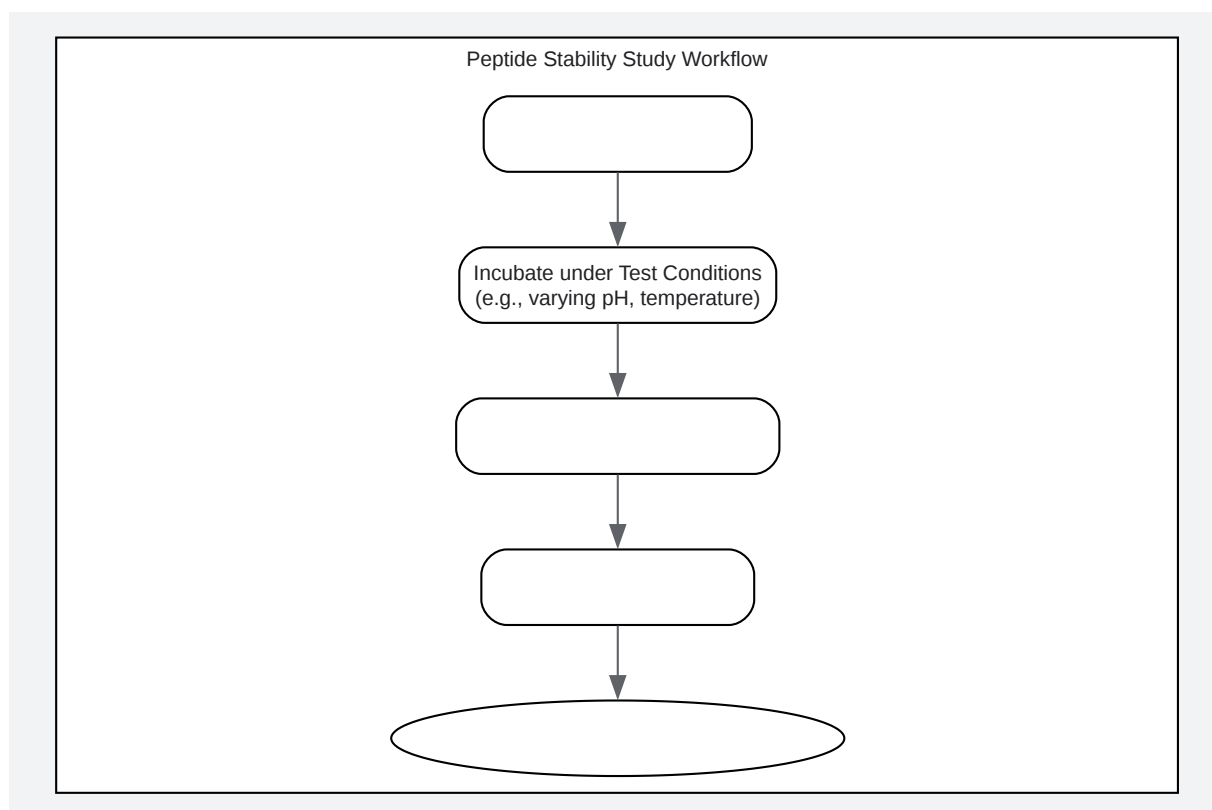 Peptide Stability Study Workflow
Incubate under Test Conditions
(e.g., varying pH, temperature)